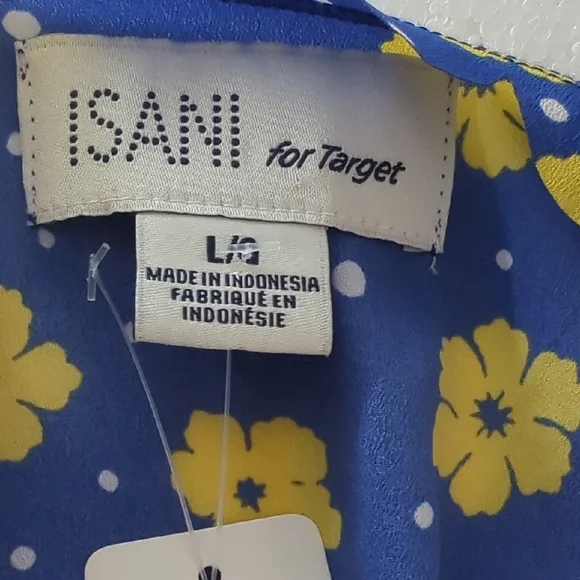 ISANI for Target
L/G
MADE IN INDONESIA
FABRIQUÉ EN
INDONÉSIE